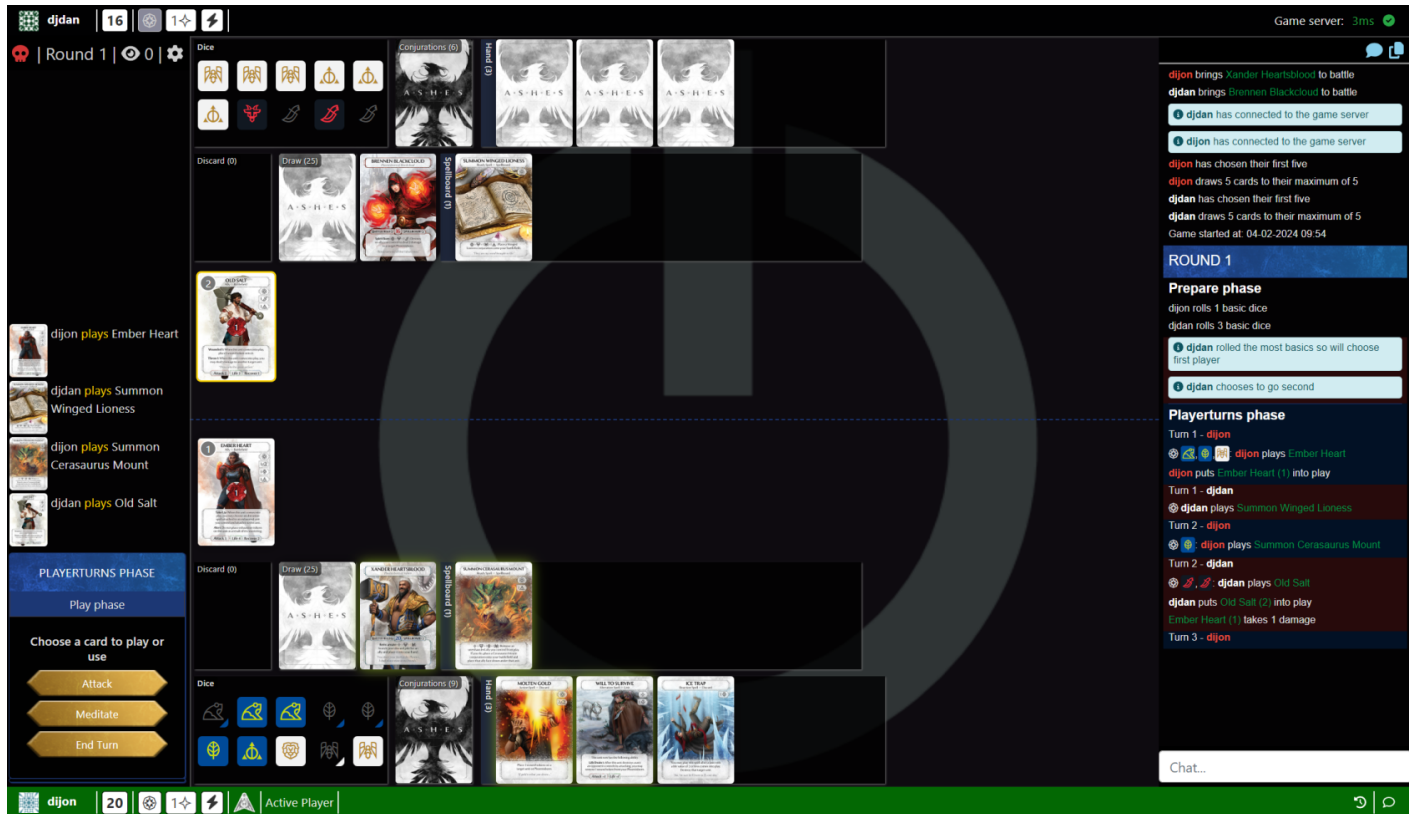 djdan 16 1
Game server: 3ms
| Round 1 | 0 |
dijon plays Ember Heart
djdan plays Summon
Winged Lioness
dijon plays Summon
Cerasaurus Mount
djdan plays Old Salt
PLAYERTURNS PHASE
Play phase
Choose a card to play or
use
Attack
Meditate
End Turn
Dice
Conjurations (6)
Hand (3)
A·S·H·E·S
A·S·H·E·S
A·S·H·E·S
A·S·H·E·S
Discard (0)
Draw (25)
A·S·H·E·S
BRENNEN BLACKCLOUD
Spellboard (1)
SUMMON WINGED LIONESS
2
OLD SALT
1
1
EMBER HEART
1
Discard (0)
Draw (25)
A·S·H·E·S
XANDER HEARTSBLOOD
Spellboard (1)
SUMMON CERASAURUS MOUNT
Dice
Conjurations (9)
A·S·H·E·S
Hand (3)
MOLTEN GOLD
WILL TO SURVIVE
ICE TRAP
dijon brings Xander Heartsblood to battle
djdan brings Brennen Blackcloud to battle
djdan has connected to the game server
dijon has connected to the game server
dijon has chosen their first five
dijon draws 5 cards to their maximum of 5
djdan has chosen their first five
djdan draws 5 cards to their maximum of 5
Game started at: 04-02-2024 09:54
ROUND 1
Prepare phase
dijon rolls 1 basic dice
djdan rolls 3 basic dice
djdan rolled the most basics so will choose
first player
djdan chooses to go second
Playerturns phase
Turn 1 - dijon
dijon plays Ember Heart
dijon puts Ember Heart (1) into play
Turn 1 - djdan
djdan plays Summon Winged Lioness
Turn 2 - dijon
: dijon plays Summon Cerasaurus Mount
Turn 2 - djdan
, : djdan plays Old Salt
djdan puts Old Salt (2) into play
Ember Heart (1) takes 1 damage
Turn 3 - dijon
Chat...
dijon 20 1 Active Player